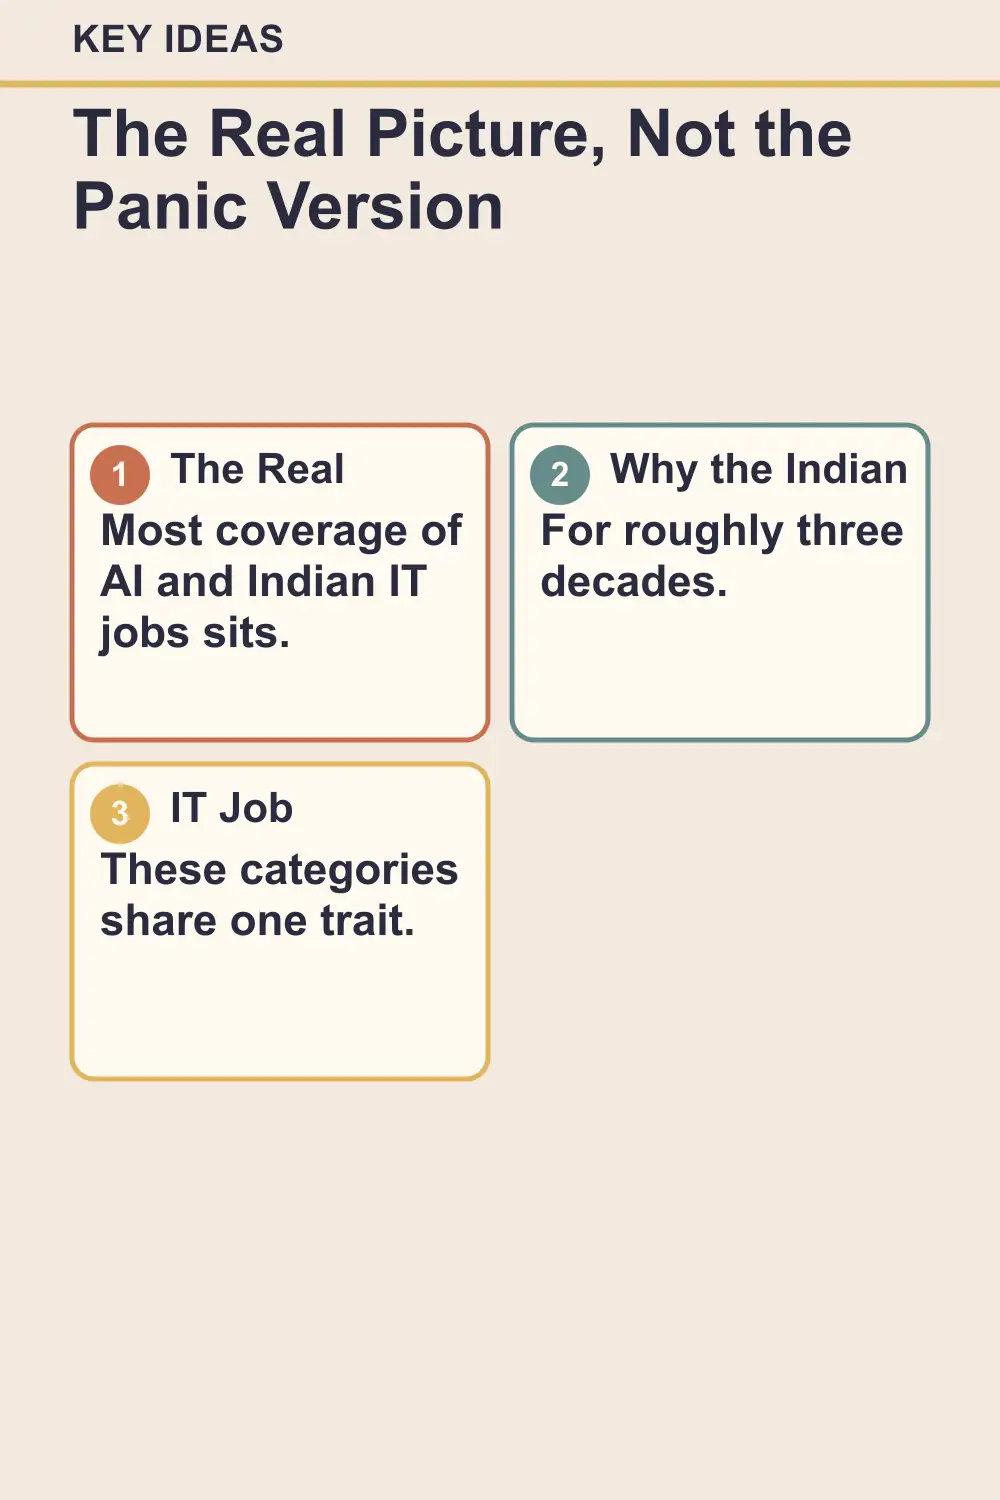 KEY IDEAS
The Real Picture, Not the
Panic Version
1 The Real
Most coverage of
AI and Indian IT
jobs sits.
2 Why the Indian
For roughly three
decades.
3 IT Job
These categories
share one trait.